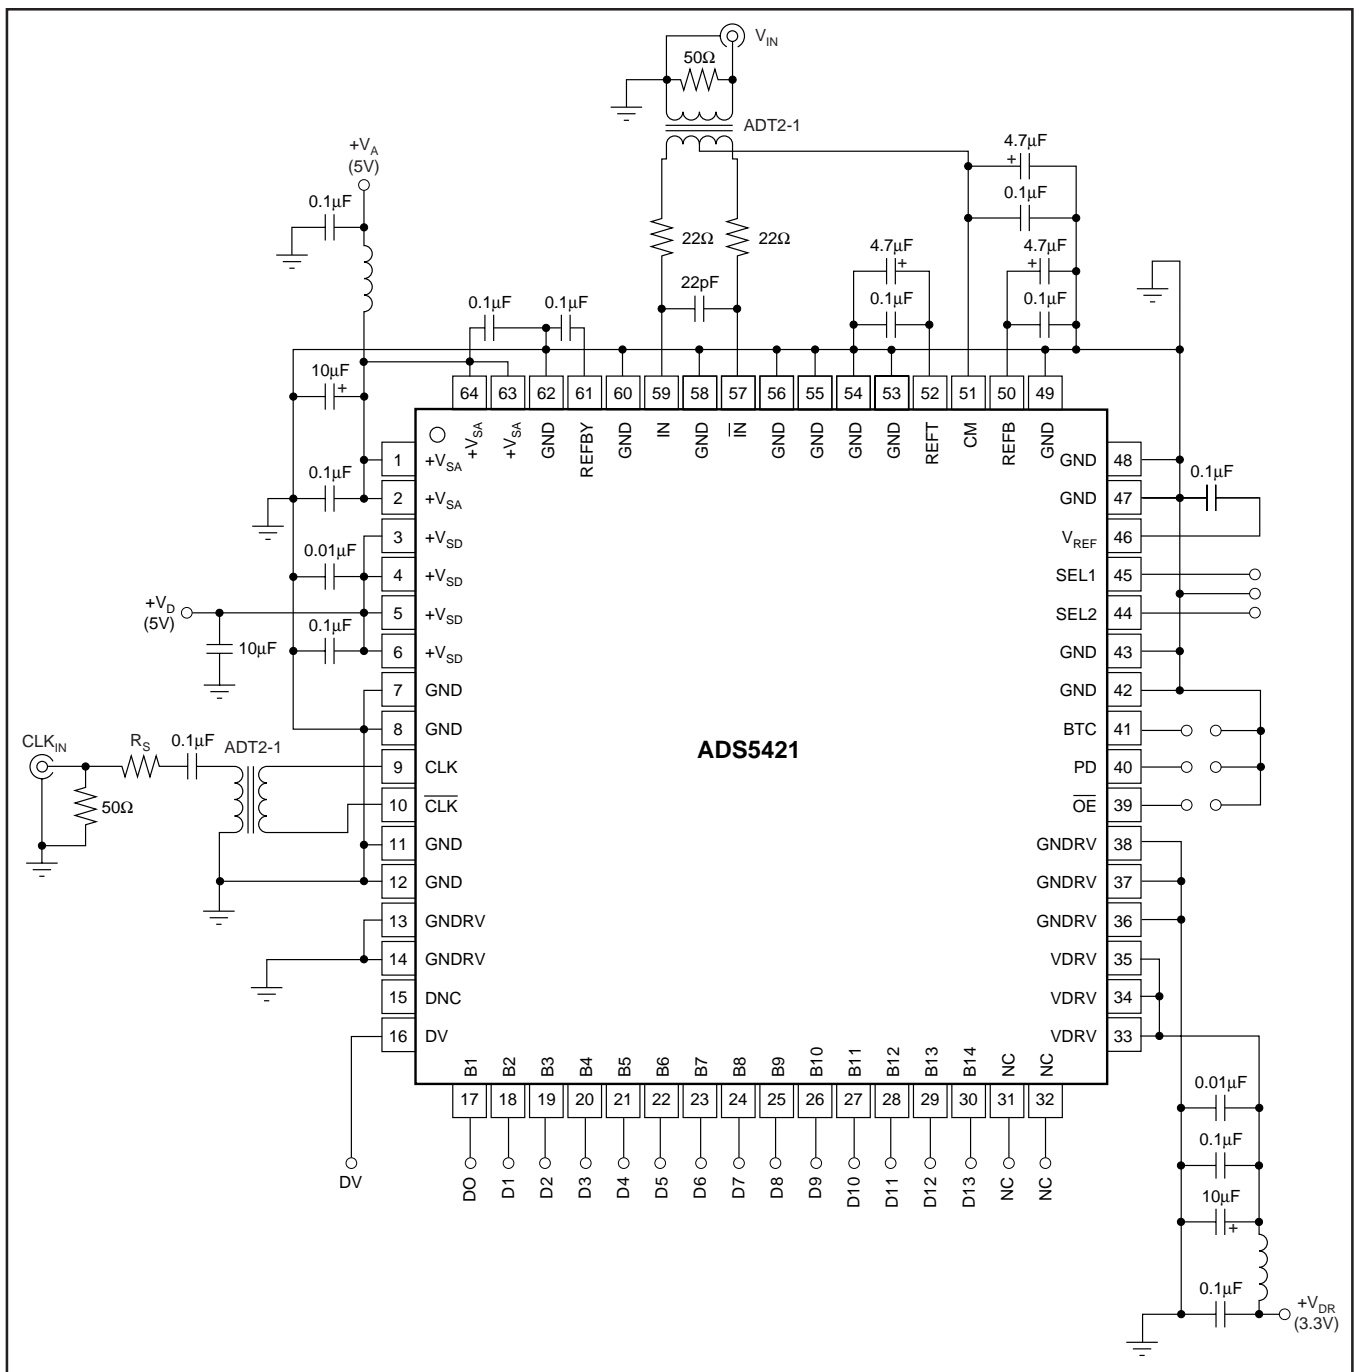 V_IN
50Ω
ADT2-1
+V_A
(5V)
4.7µF
+
0.1µF
0.1µF
22Ω
22Ω
4.7µF
+
4.7µF
+
22pF
0.1µF
0.1µF
0.1µF
0.1µF
10µF
+
64 63 62 61 60 59 58 57 56 55 54 53 52 51 50 49
+V_SA
+V_SA
GND
REFBY
GND
IN
GND
I̅N̅
GND
GND
GND
GND
REFT
CM
REFB
GND
1 +V_SA
GND 48
0.1µF
0.1µF
2 +V_SA
GND 47
3 +V_SD
V_REF 46
0.01µF
4 +V_SD
SEL1 45
+V_D
(5V)
5 +V_SD
SEL2 44
0.1µF
10µF
6 +V_SD
GND 43
7 GND
GND 42
8 GND
BTC 41
CLK_IN
R_S
0.1µF
ADT2-1
ADS5421
9 CLK
PD 40
50Ω
10 C̅L̅K̅
O̅E̅ 39
11 GND
GNDRV 38
12 GND
GNDRV 37
13 GNDRV
GNDRV 36
14 GNDRV
VDRV 35
15 DNC
VDRV 34
16 DV
VDRV 33
B1
B2
B3
B4
B5
B6
B7
B8
B9
B10
B11
B12
B13
B14
NC
NC
17 18 19 20 21 22 23 24 25 26 27 28 29 30 31 32
DV
DO
D1
D2
D3
D4
D5
D6
D7
D8
D9
D10
D11
D12
D13
NC
NC
0.01µF
0.1µF
10µF
+
0.1µF
+V_DR
(3.3V)